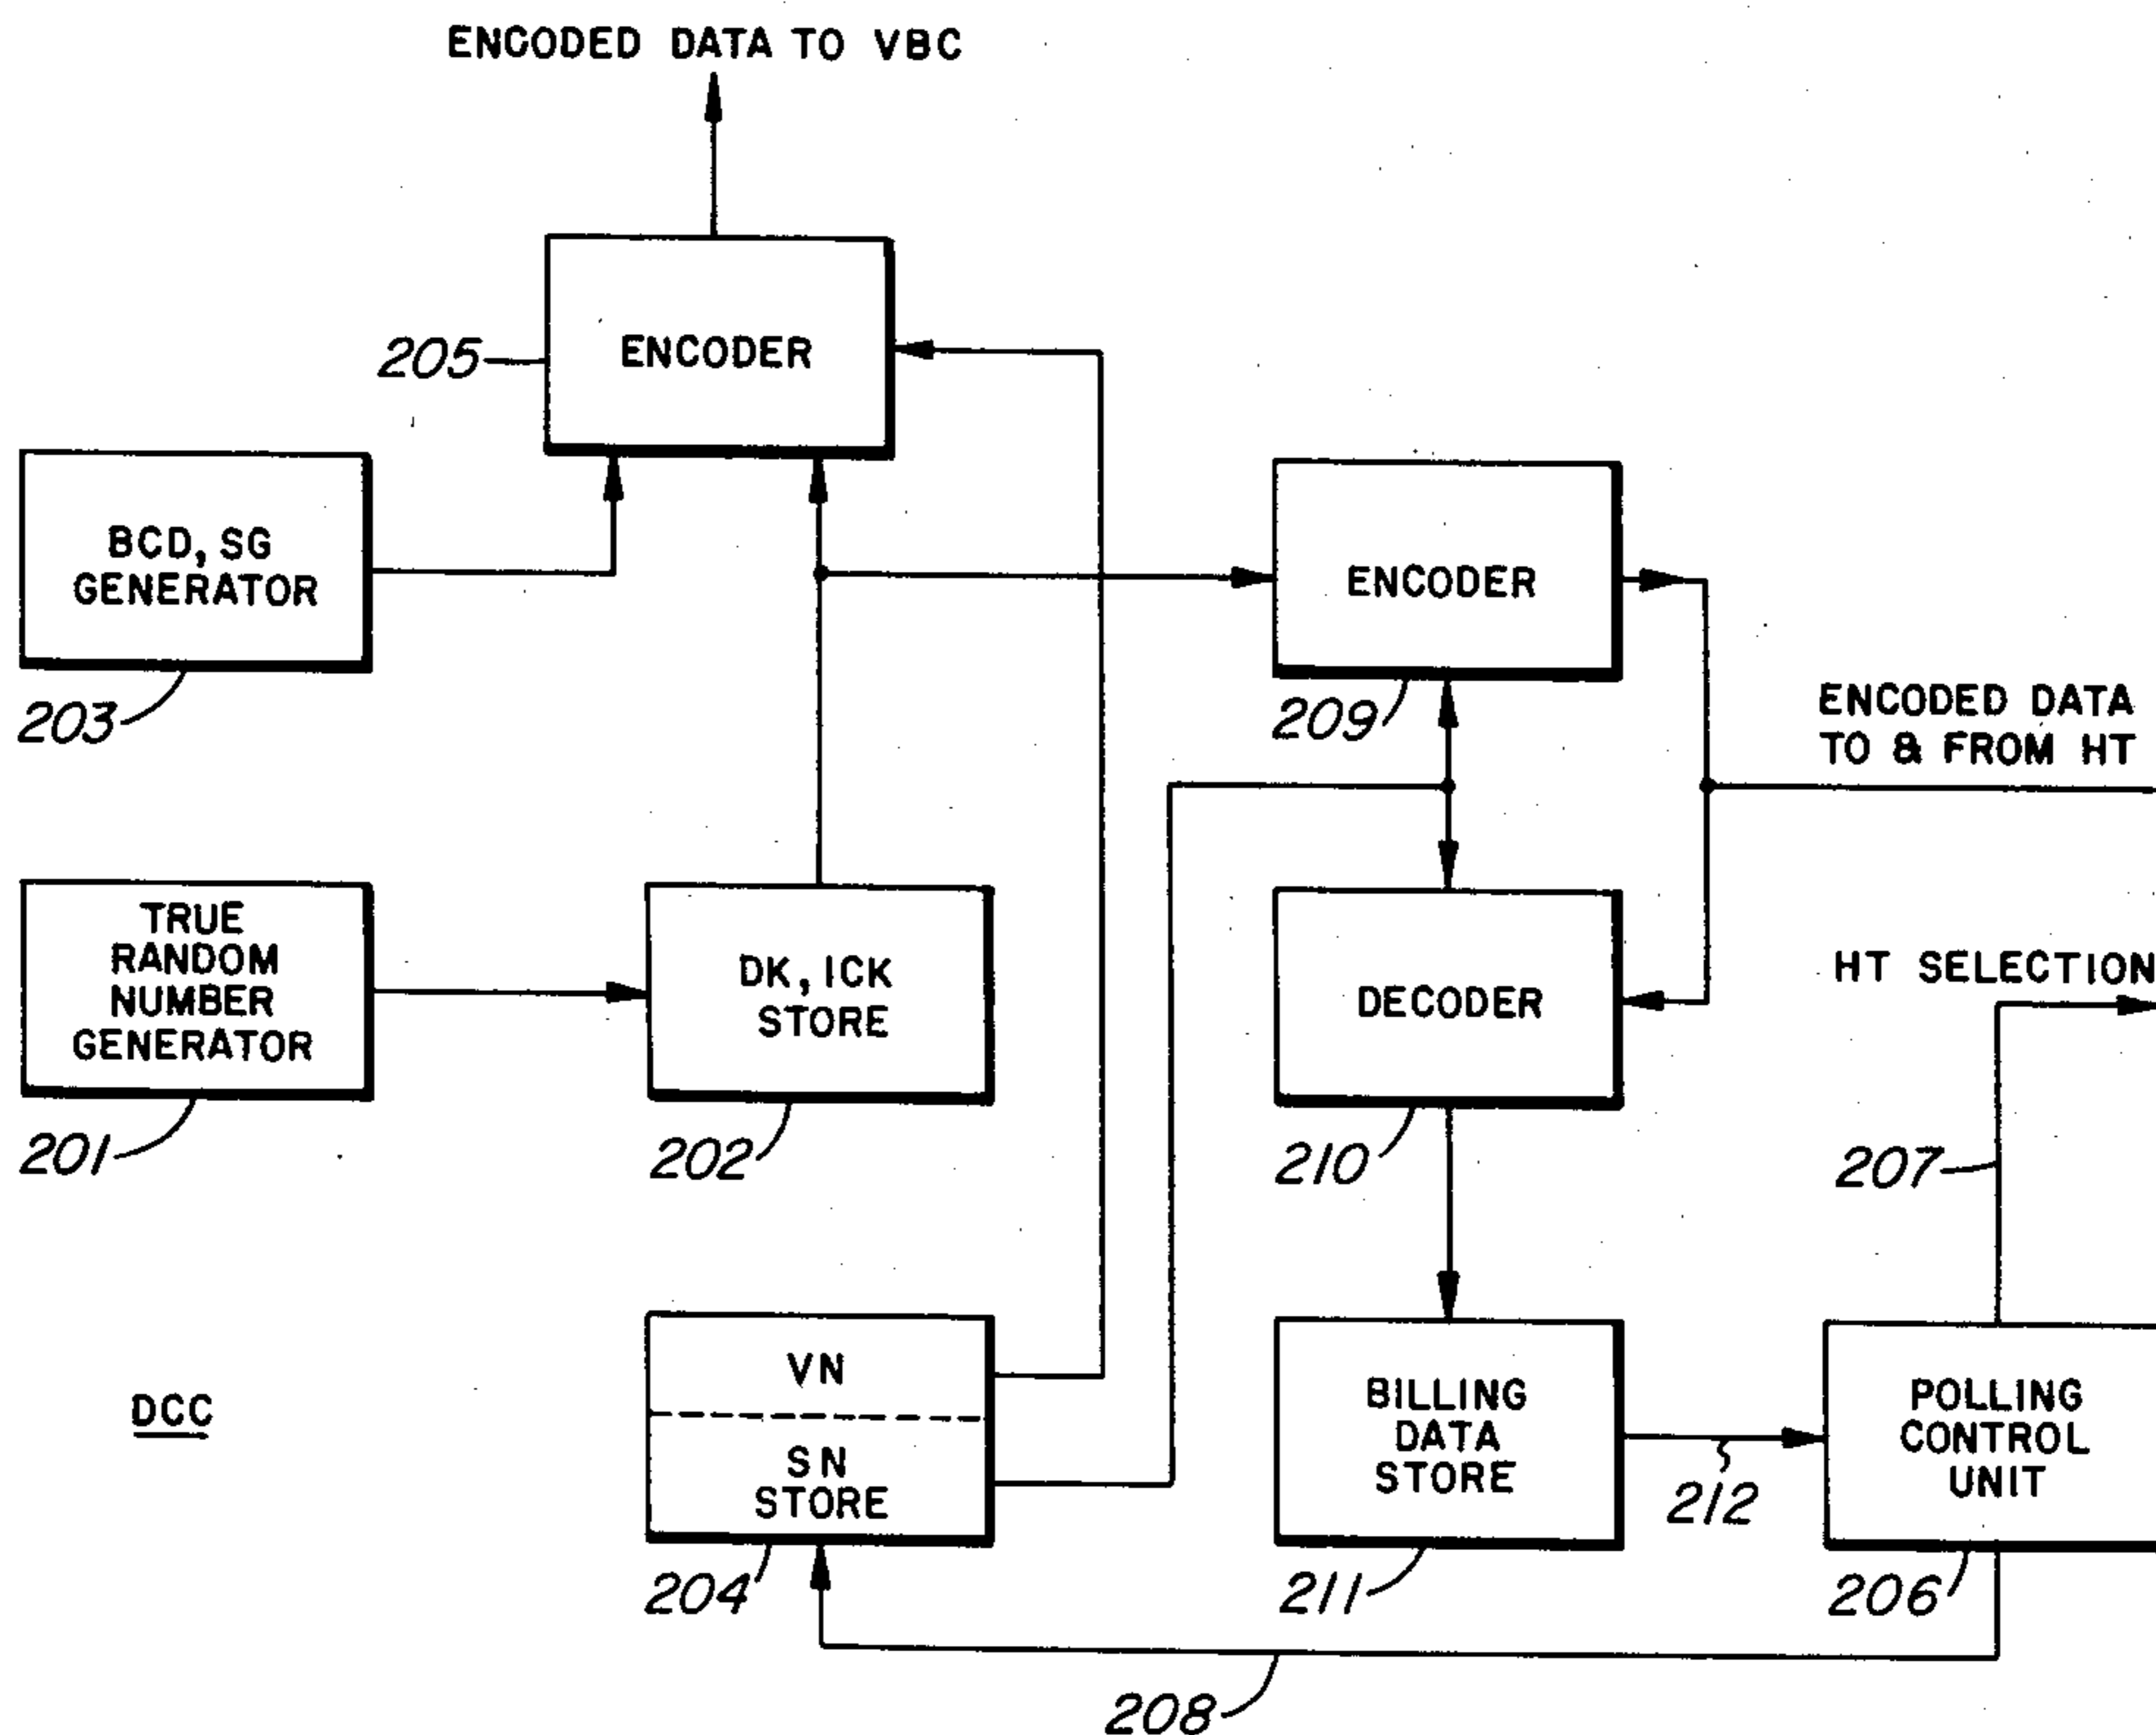 ENCODED DATA TO VBC
ENCODER
205
BCD, SG
GENERATOR
203
ENCODER
209
ENCODED DATA
TO & FROM HT
TRUE
RANDOM
NUMBER
GENERATOR
201
DK, ICK
STORE
202
DECODER
210
HT SELECTION
207
DCC
VN
SN
STORE
204
BILLING
DATA
STORE
211
212
POLLING
CONTROL
UNIT
206
208